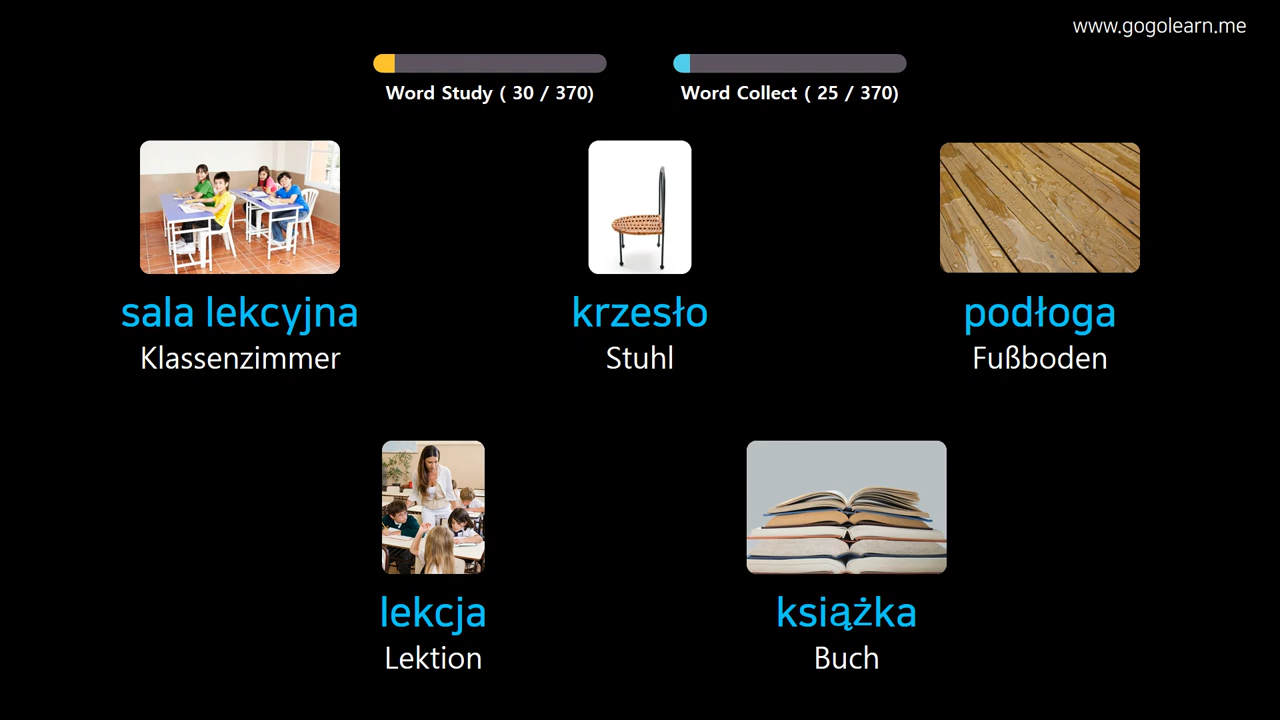 www.gogolearn.me
Word Study ( 30 / 370)
Word Collect ( 25 / 370)
sala lekcyjna
Klassenzimmer
krzesło
Stuhl
podłoga
Fußboden
lekcja
Lektion
książka
Buch